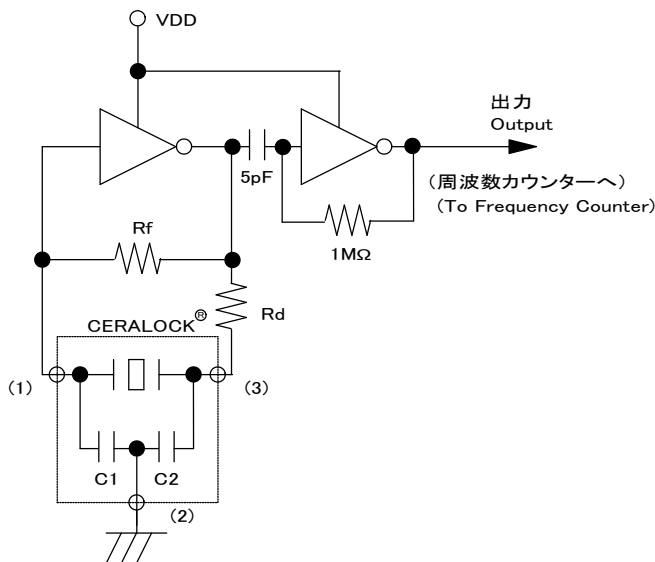 VDD
出力
Output
5pF
（周波数カウンターへ）
(To Frequency Counter)
Rf
1MΩ
Rd
CERALOCK®
(1)
(3)
C1
C2
(2)